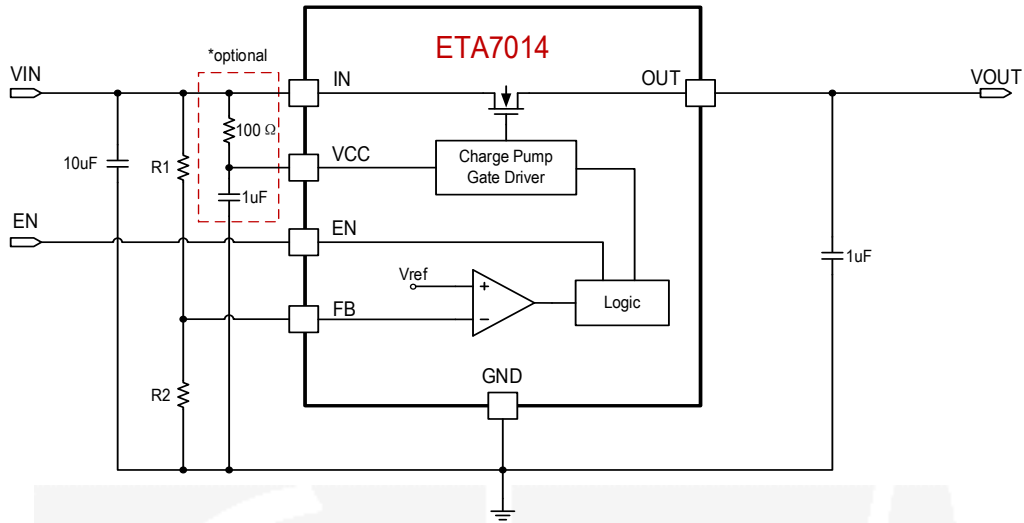 *optional
ETA7014
VIN
IN
OUT
VOUT
100 Ω
10uF
R1
VCC
Charge Pump
Gate Driver
1uF
EN
EN
Vref
+
1uF
Logic
FB
−
GND
R2